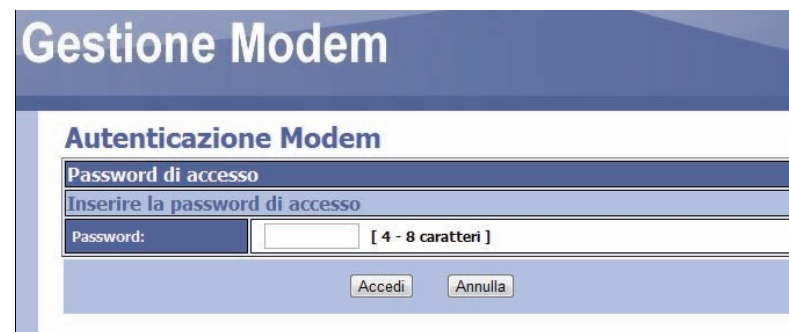 Gestione Modem
Autenticazione Modem
Password di accesso
Inserire la password di accesso
Password: [ 4 - 8 caratteri ]
Accedi Annulla